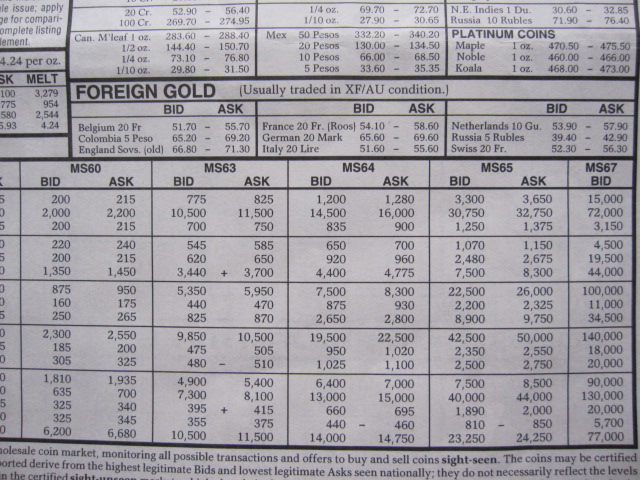 20 Cr. 52.90 – 56.40 1/4 oz. 69.70 – 72.70 N.E. Indies 1 Du. 30.60 – 32.85
le issue; apply 100 Cr. 269.70 – 274.95 1/10 oz. 27.90 – 30.65 Russia 10 Rubles 71.90 – 76.40
ge for compari- Can. M'leaf 1 oz. 283.60 – 288.40 Mex 50 Pesos 332.20 – 340.20 PLATINUM COINS
omplete listing 1/2 oz. 144.40 – 150.70 20 Pesos 130.00 – 134.50 Maple 1 oz. 470.50 – 475.50
lement. 1/4 oz. 73.10 – 76.80 10 Pesos 66.00 – 68.50 Noble 1 oz. 460.00 – 466.00
4.24 per oz. 1/10 oz. 29.80 – 31.50 5 Pesos 33.60 – 35.35 Koala 1 oz. 468.00 – 473.00
SK MELT
100 3,279 FOREIGN GOLD (Usually traded in XF/AU condition.)
775 954 BID ASK BID ASK BID ASK
580 2,544 Belgium 20 Fr 51.70 – 55.70 France 20 Fr. (Roos) 54.10 – 58.60 Netherlands 10 Gu. 53.90 – 57.90
5.93 4.24 Colombia 5 Peso 65.20 – 69.20 German 20 Mark 65.60 – 69.60 Russia 5 Rubles 39.40 – 42.90
England Sovs. (old) 66.80 – 71.30 Italy 20 Lire 51.60 – 55.60 Swiss 20 Fr. 52.30 – 56.30
MS60 MS63 MS64 MS65 MS67
BID ASK BID ASK BID ASK BID ASK BID
200 215 775 825 1,200 1,280 3,300 3,650 15,000
2,000 2,200 10,500 11,500 14,500 16,000 30,750 32,750 72,000
200 215 700 750 835 900 1,250 1,375 3,150
220 240 545 585 650 700 1,070 1,150 4,500
200 215 620 650 920 960 2,480 2,675 19,500
1,350 1,450 3,440 + 3,700 4,400 4,775 7,500 8,300 44,000
875 950 5,350 5,950 7,500 8,300 22,500 26,000 100,000
160 175 440 470 875 930 2,200 2,325 11,000
250 265 825 870 2,650 2,800 8,900 9,750 34,500
2,300 2,550 9,850 10,500 19,500 22,500 42,500 50,000 140,000
185 200 475 505 950 1,020 2,350 2,550 18,000
305 325 480 – 510 1,025 1,100 2,500 2,750 20,000
1,810 1,935 4,900 5,400 6,400 7,000 7,500 8,500 90,000
635 700 7,300 8,100 13,000 15,000 40,000 44,000 130,000
325 340 395 + 415 660 695 1,890 2,000 20,000
325 345 355 375 440 – 460 810 – 850 5,700
6,200 6,680 10,500 11,500 14,000 14,750 23,250 24,250 77,000
holesale coin market, monitoring all possible transactions and offers to buy and sell coins sight-seen. The coins may be certified
ported derive from the highest legitimate Bids and lowest legitimate Asks seen nationally; they do not necessarily reflect the levels
in the certified sight-unseen